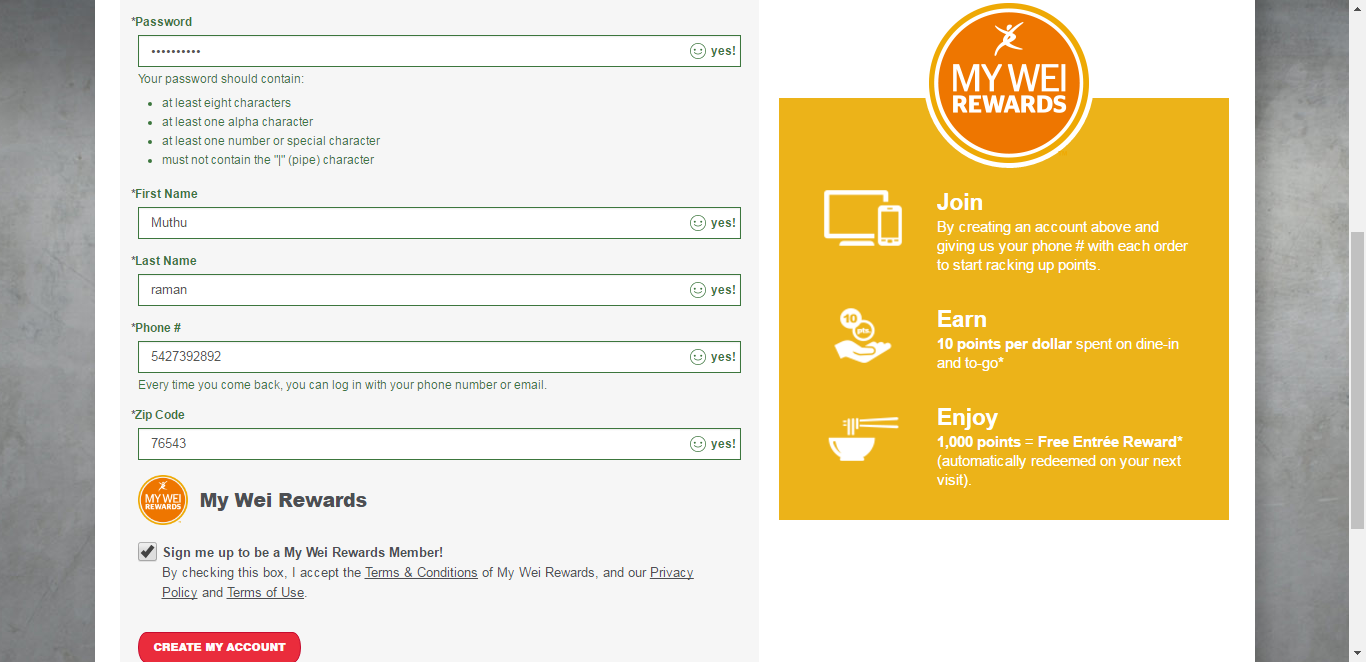 *Password
••••••••••
yes!
Your password should contain:
• at least eight characters
• at least one alpha character
• at least one number or special character
• must not contain the "|" (pipe) character
*First Name
Muthu
yes!
*Last Name
raman
yes!
*Phone #
5427392892
yes!
Every time you come back, you can log in with your phone number or email.
*Zip Code
76543
yes!
MY WEI
REWARDS
My Wei Rewards
Sign me up to be a My Wei Rewards Member!
By checking this box, I accept the Terms & Conditions of My Wei Rewards, and our Privacy
Policy and Terms of Use.
CREATE MY ACCOUNT
MY WEI
REWARDS
Join
By creating an account above and
giving us your phone # with each order
to start racking up points.
10
pts.
Earn
10 points per dollar spent on dine-in
and to-go*
Enjoy
1,000 points = Free Entrée Reward*
(automatically redeemed on your next
visit).